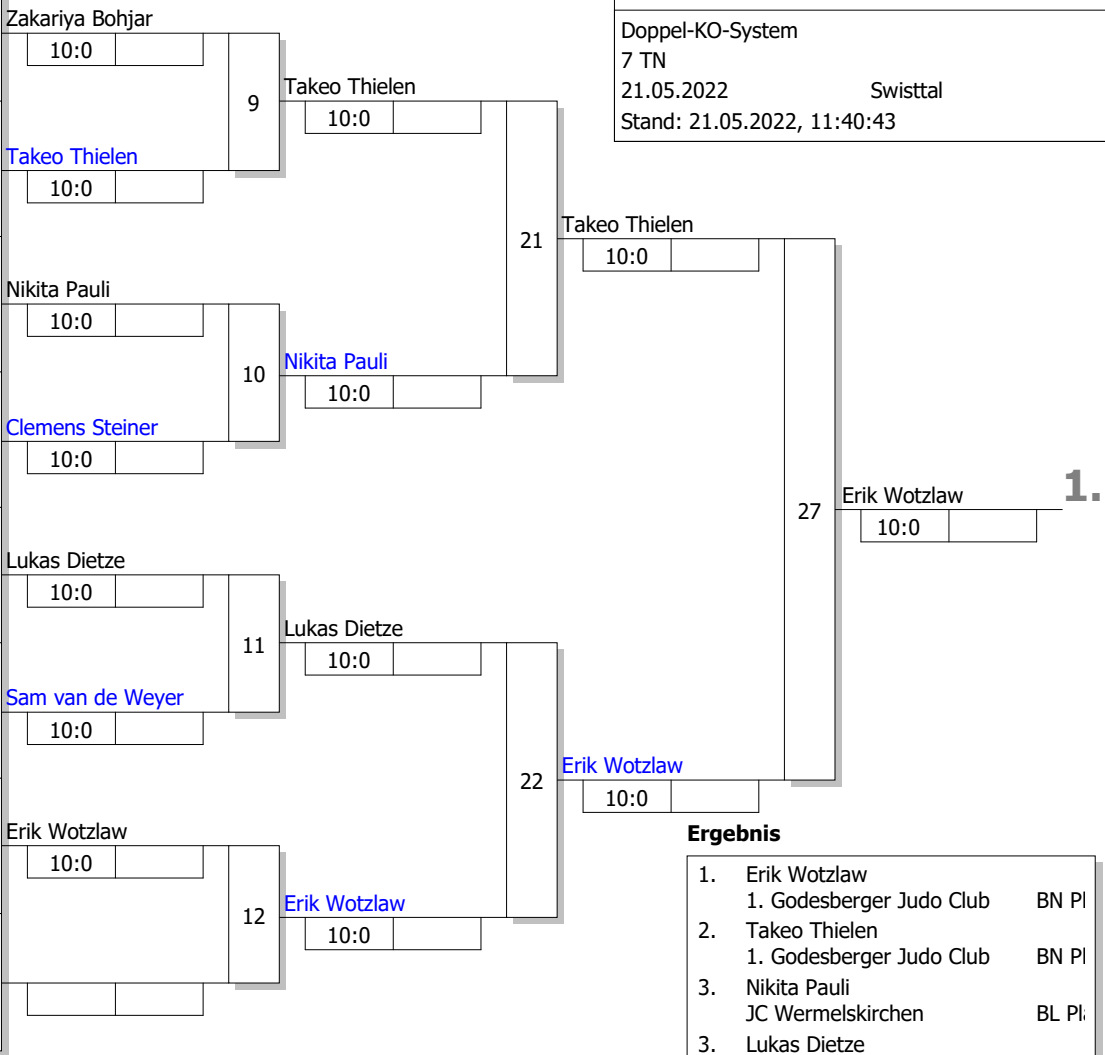 Zakariya Bohjar
10:0
9
Takeo Thielen
10:0
Takeo Thielen
10:0
21
Takeo Thielen
10:0
Nikita Pauli
10:0
10
Nikita Pauli
10:0
Clemens Steiner
10:0
27
Erik Wotzlaw
10:0
1.
Lukas Dietze
10:0
11
Lukas Dietze
10:0
Sam van de Weyer
10:0
22
Erik Wotzlaw
10:0
Erik Wotzlaw
10:0
12
Erik Wotzlaw
10:0
Doppel-KO-System
7 TN
21.05.2022 Swisttal
Stand: 21.05.2022, 11:40:43
Ergebnis
1. Erik Wotzlaw
1. Godesberger Judo Club BN
2. Takeo Thielen
1. Godesberger Judo Club BN
3. Nikita Pauli
JC Wermelskirchen BL
3. Lukas Dietze